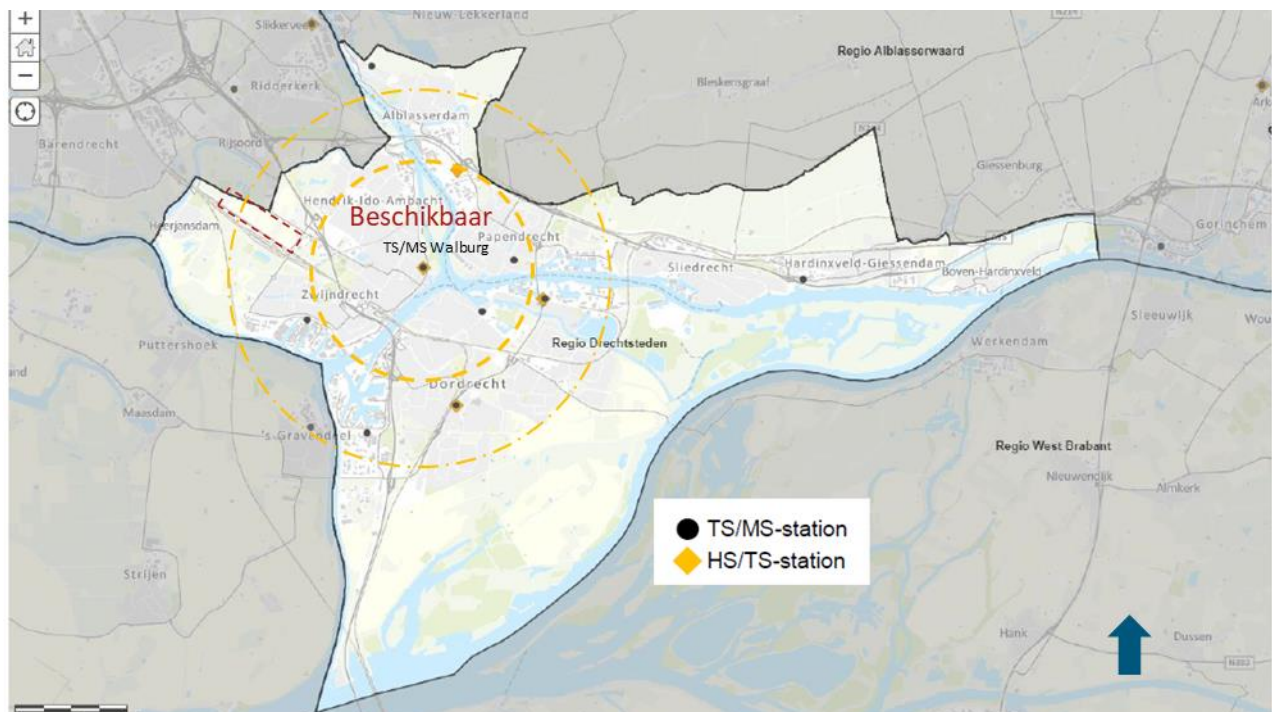 Nieuw-Lekkerland
Slikkerveer
Regio Alblasserwaard
Ridderkerk
Bleskensgraaf
Alblasserdam
Barendrecht
Rijsoord
Giessenburg
Hendrik-Ido-Ambacht
Beschikbaar
Heerjansdam
Papendrecht
Gorinchem
TS/MS Walburg
Sliedrecht
Hardinxveld-Giessendam
Boven-Hardinxveld
Zwijndrecht
Sleeuwijk
Puttershoek
Regio Drechtsteden
Werkendam
Dordrecht
Maasdam
's Gravendeel
Regio West Brabant
Nieuwendijk
Almkerk
TS/MS-station
HS/TS-station
Strijen
Hank
Dussen